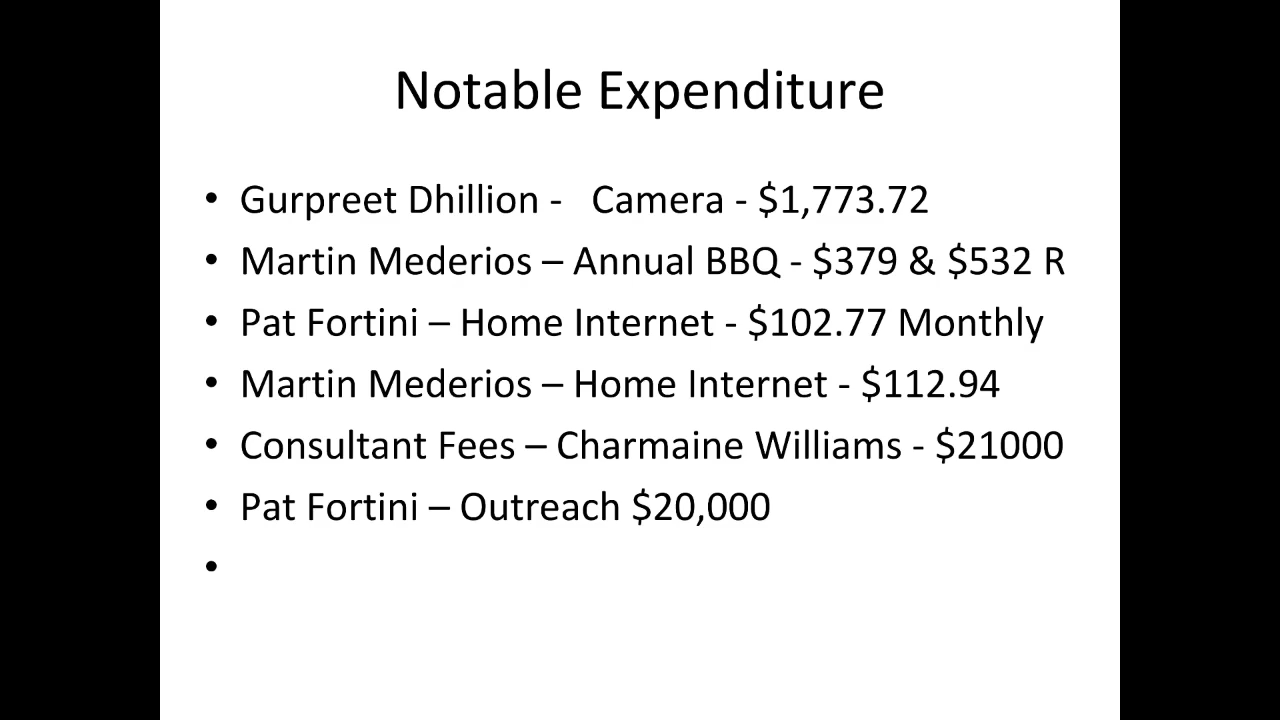 Notable Expenditure
• Gurpreet Dhillion -   Camera - $1,773.72
• Martin Mederios – Annual BBQ - $379 & $532 R
• Pat Fortini – Home Internet - $102.77 Monthly
• Martin Mederios – Home Internet - $112.94
• Consultant Fees – Charmaine Williams - $21000
• Pat Fortini – Outreach $20,000
•